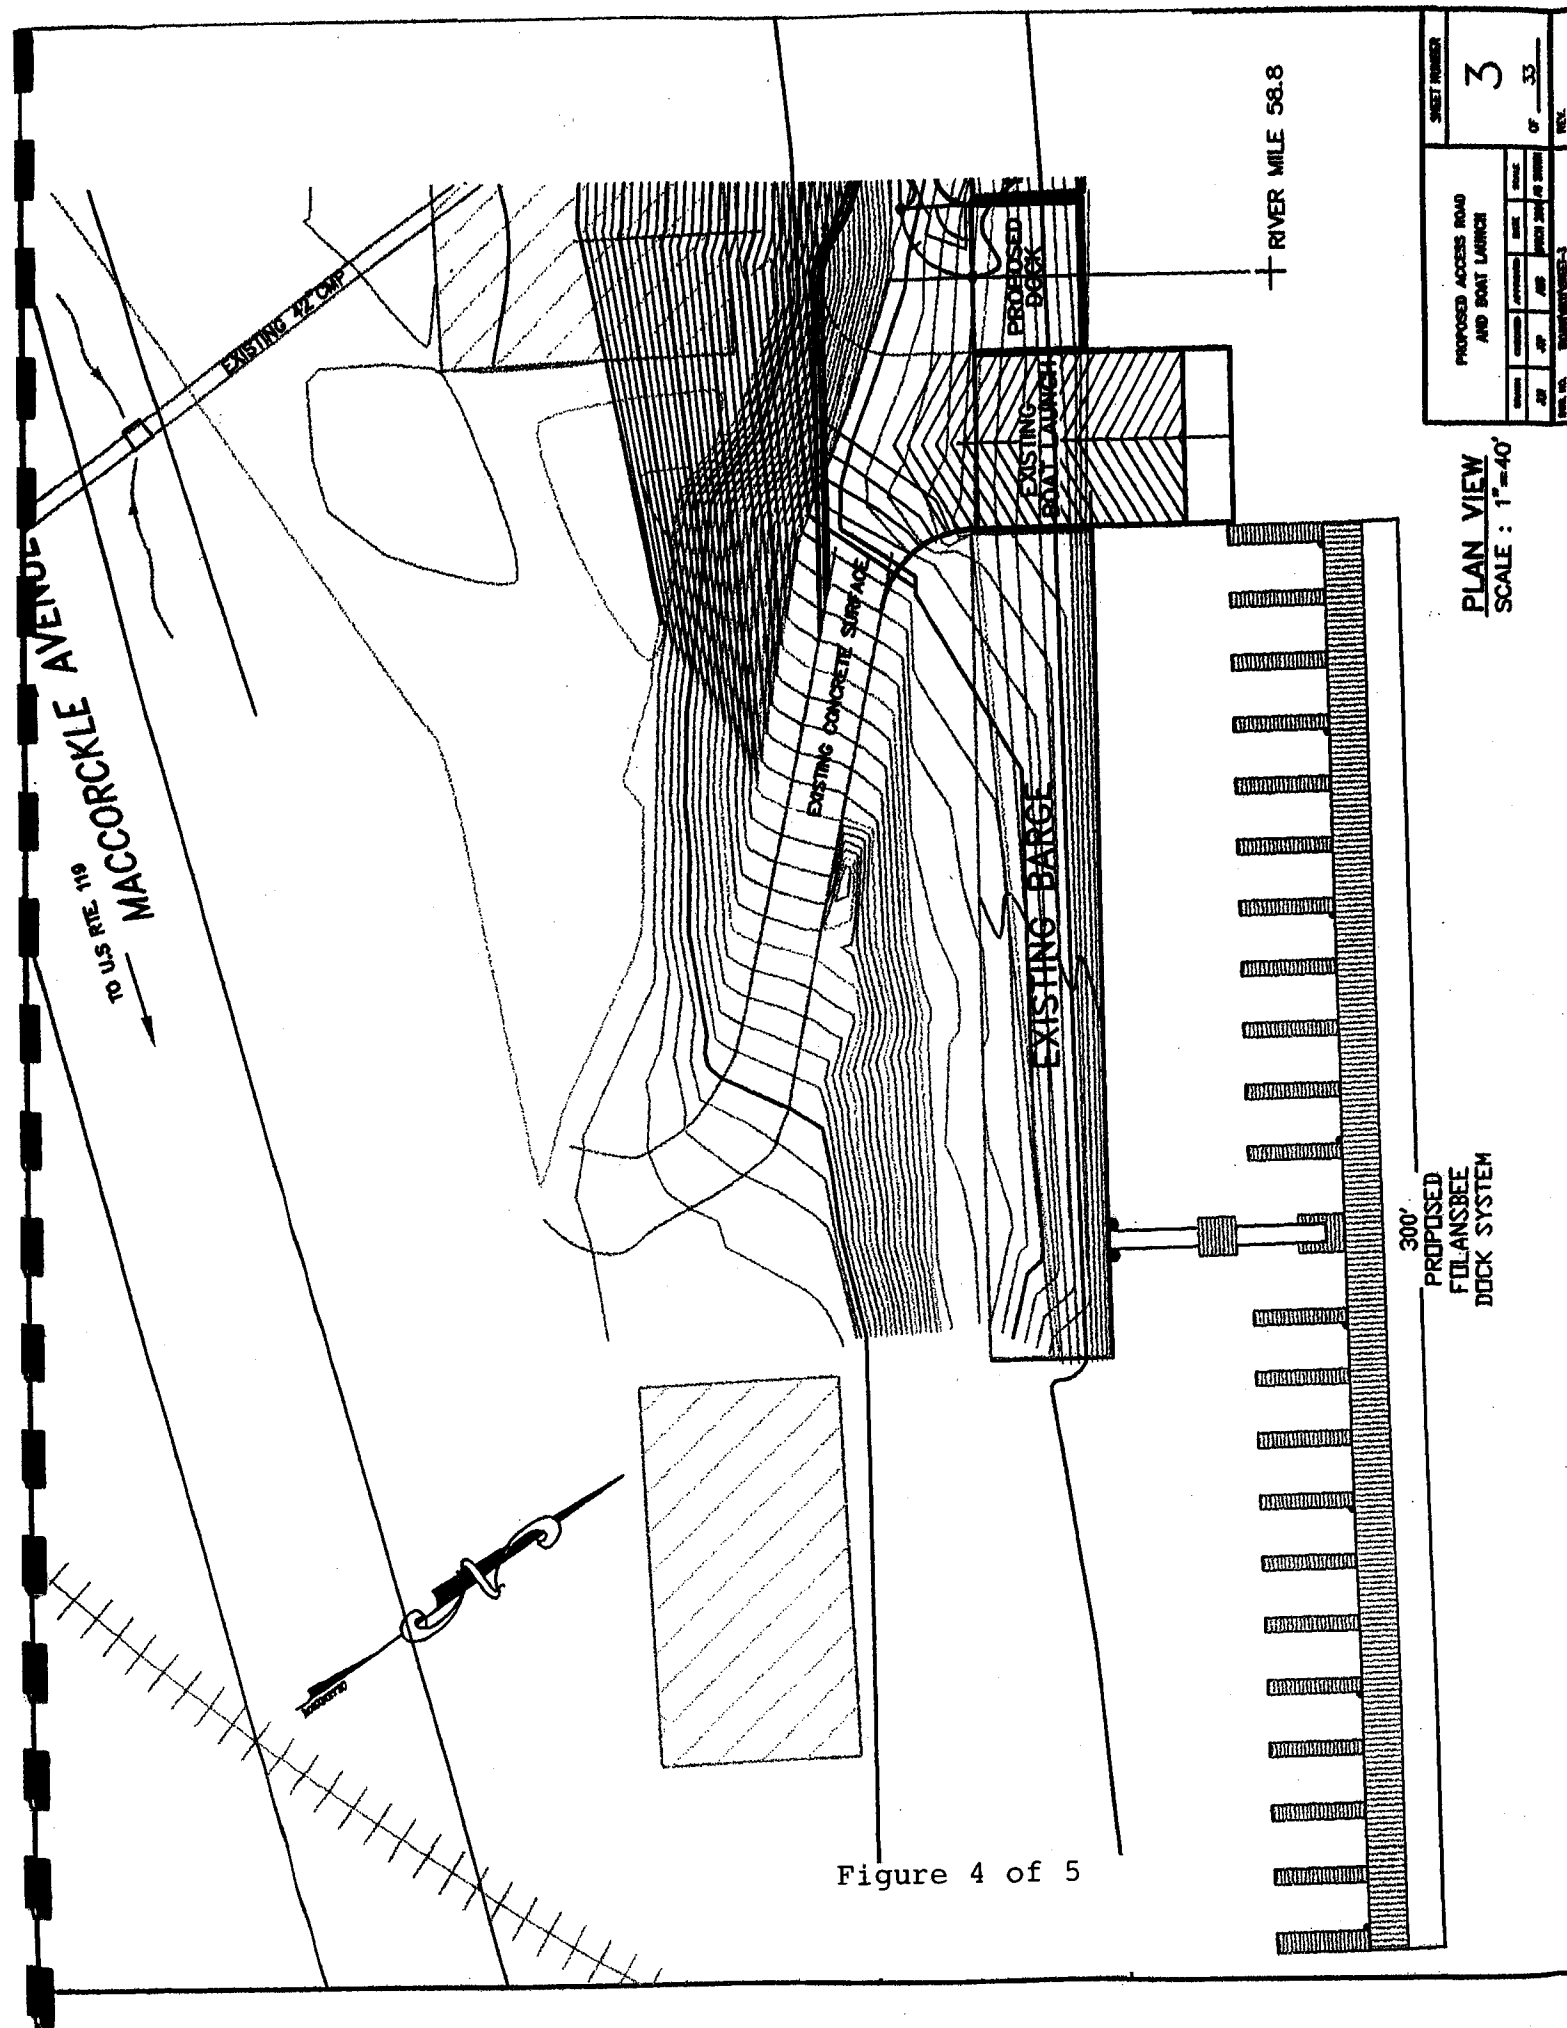 SHEET NUMBER
3
OF 33
REV.
PROPOSED ACCESS ROAD
AND BOAT LAUNCH
RIVER MILE 58.8
PLAN VIEW
SCALE : 1"=40'
EXISTING 42" CMP
TO U.S RTE. 119
MACCORCKLE AVENUE
PROPOSED
DOCK
EXISTING
BOAT LAUNCH
EXISTING CONCRETE SURFACE
EXISTING BARGE
300'
PROPOSED
FOLANSBEE
DOCK SYSTEM
Figure 4 of 5